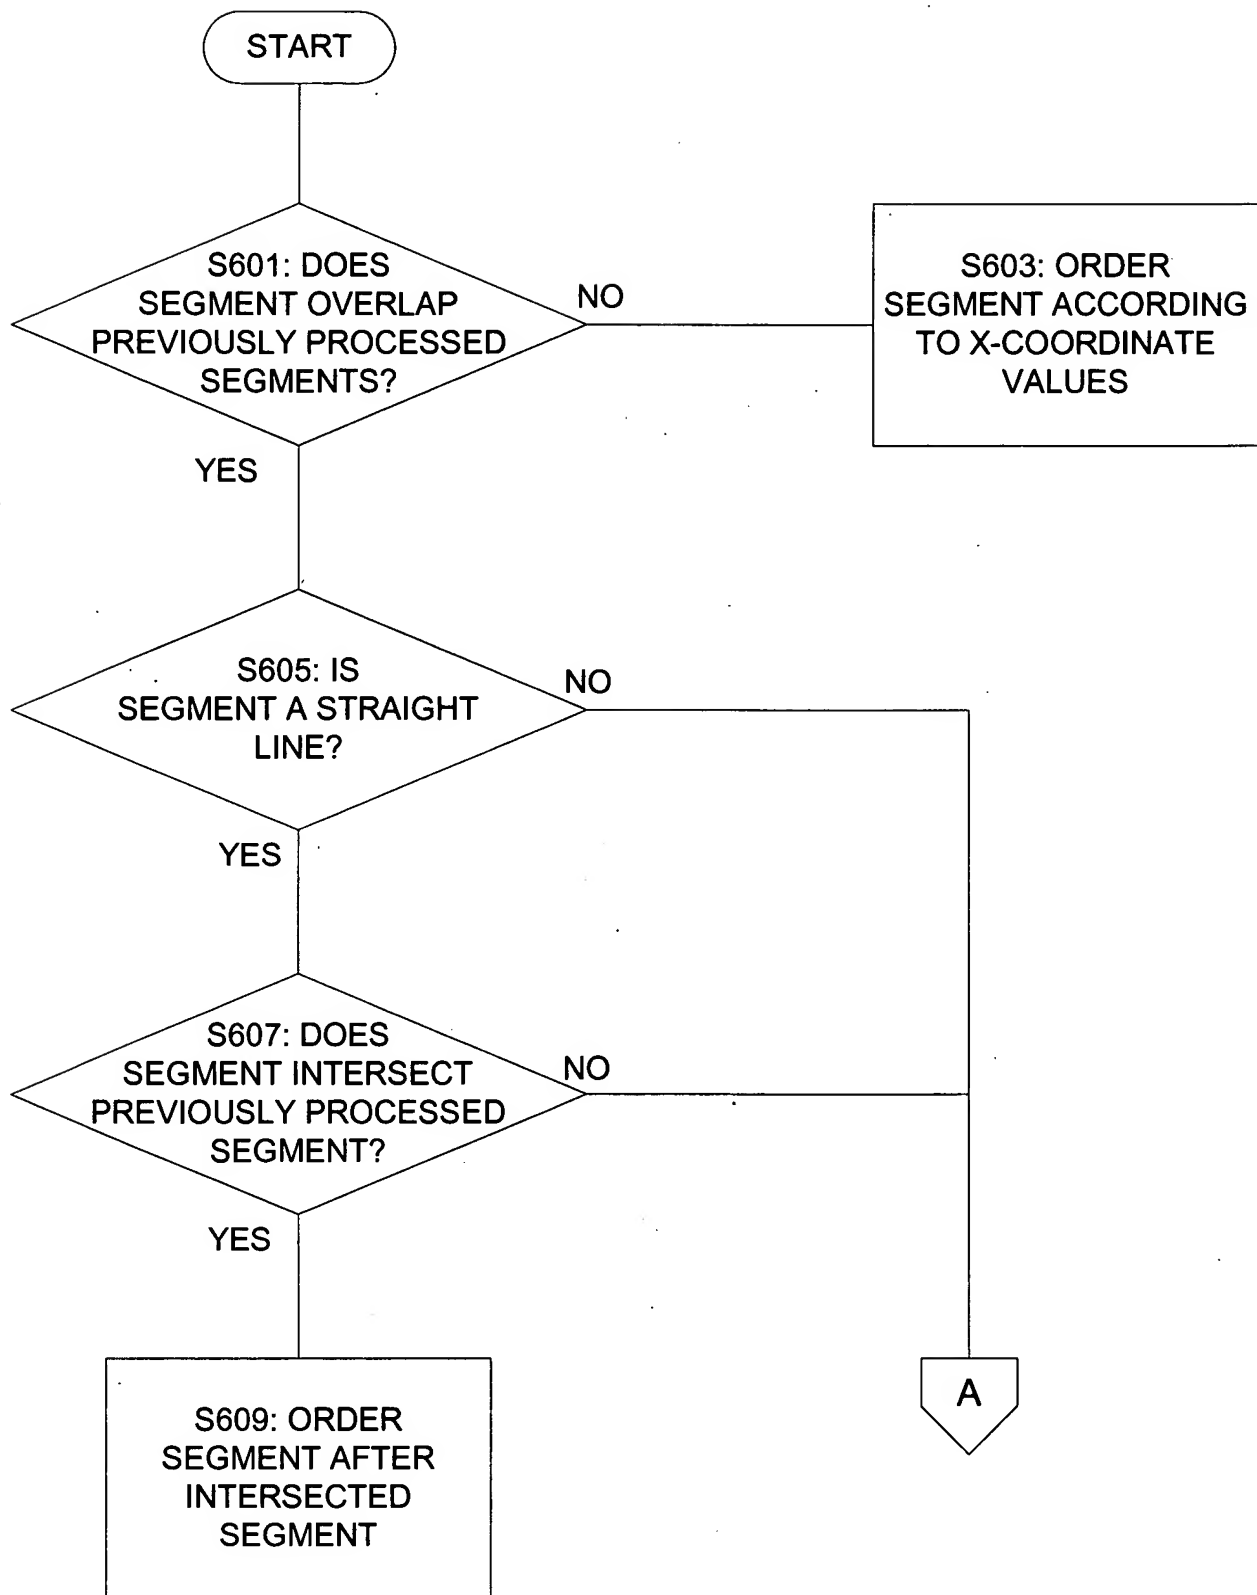 START
S601: DOES
SEGMENT OVERLAP
PREVIOUSLY PROCESSED
SEGMENTS?
NO
YES
S603: ORDER
SEGMENT ACCORDING
TO X-COORDINATE
VALUES
S605: IS
SEGMENT A STRAIGHT
LINE?
NO
YES
S607: DOES
SEGMENT INTERSECT
PREVIOUSLY PROCESSED
SEGMENT?
NO
YES
S609: ORDER
SEGMENT AFTER
INTERSECTED
SEGMENT
A